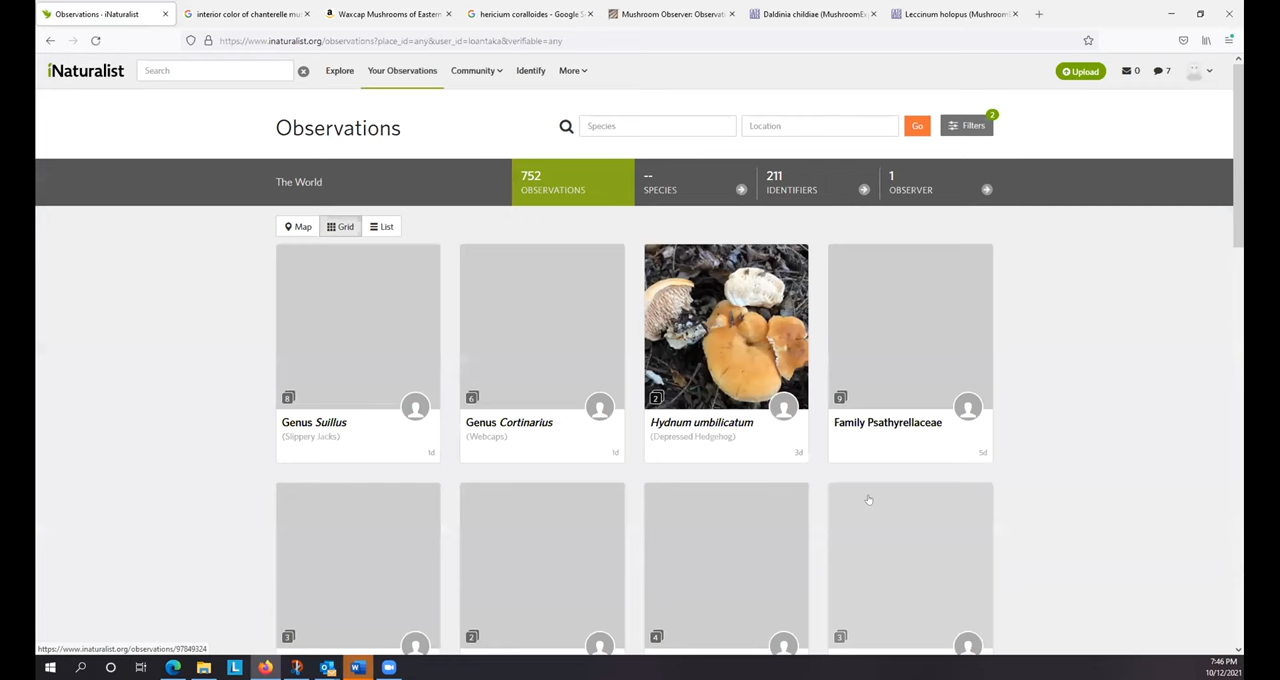 Observations · iNaturalist
interior color of chanterelle mu
Waxcap Mushrooms of Eastern
hericium coralloides - Google S
Mushroom Observer: Observat
Daldinia childiae (MushroomEx
Leccinum holopus (Mushroom
https://www.inaturalist.org/observations?place_id=any&user_id=loantaka&verifiable=any
iNaturalist
Search
Explore
Your Observations
Community
Identify
More
Upload
0
7
Observations
Species
Location
Go
Filters
2
The World
752
OBSERVATIONS
--
SPECIES
211
IDENTIFIERS
1
OBSERVER
Map
Grid
List
8
6
2
9
Genus Suillus
(Slippery Jacks)
1d
Genus Cortinarius
(Webcaps)
1d
Hydnum umbilicatum
(Depressed Hedgehog)
3d
Family Psathyrellaceae
5d
3
2
4
3
https://www.inaturalist.org/observations/97849324
7:46 PM
10/12/2021